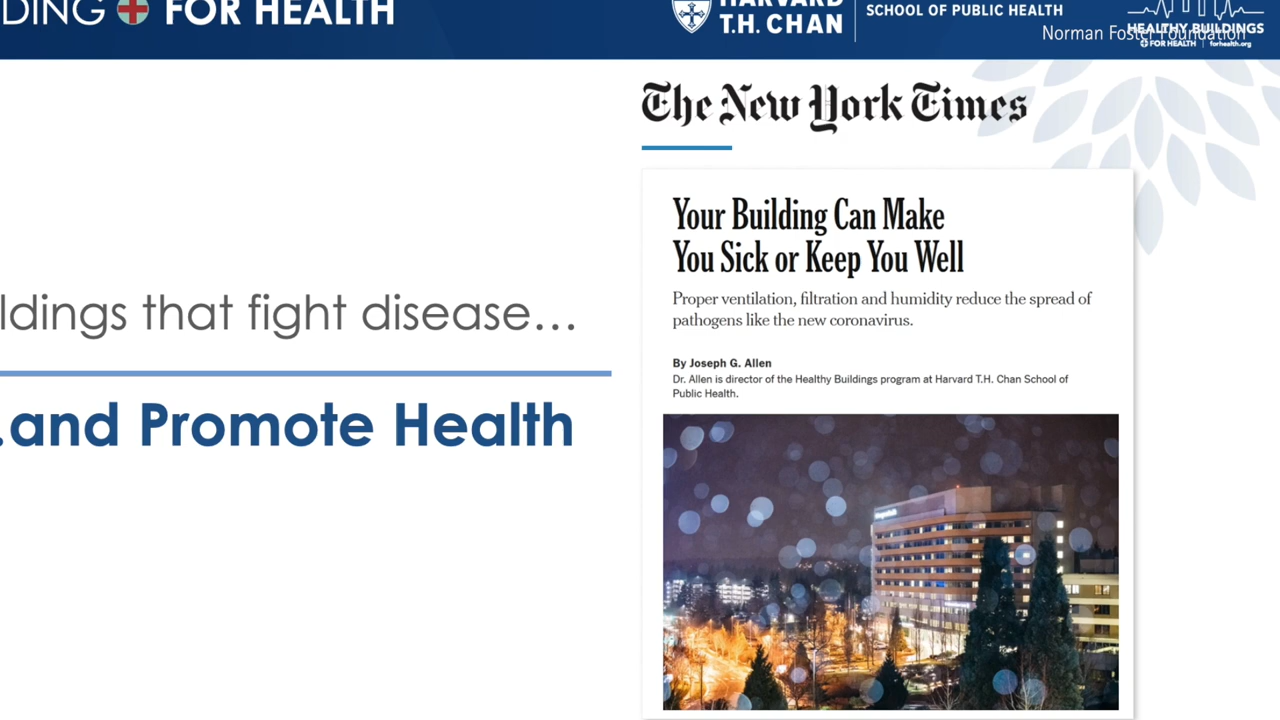 DING FOR HEALTH
HARVARD
T.H. CHAN
SCHOOL OF PUBLIC HEALTH
HEALTHY BUILDINGS
FOR HEALTH | forhealth.org
Norman Foster Foundation
The New York Times
Your Building Can Make
You Sick or Keep You Well
Proper ventilation, filtration and humidity reduce the spread of
pathogens like the new coronavirus.
By Joseph G. Allen
Dr. Allen is director of the Healthy Buildings program at Harvard T.H. Chan School of
Public Health.
ldings that fight disease...
.and Promote Health